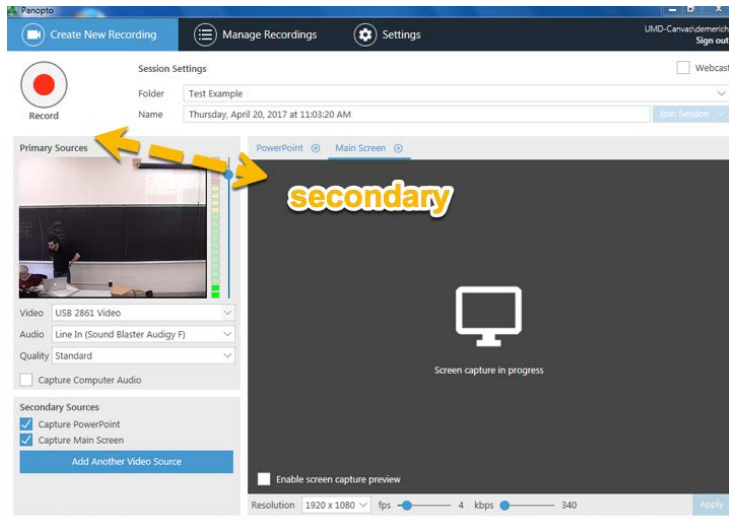 Panopto
Create New Recording
Manage Recordings
Settings
UMD-Canvas\demerich
Sign out
Session Settings
Webcast
Folder
Test Example
Record
Name
Thursday, April 20, 2017 at 11:03:20 AM
Join Session
Primary Sources
PowerPoint
Main Screen
secondary
Video
USB 2861 Video
Audio
Line In (Sound Blaster Audigy F)
Quality
Standard
Capture Computer Audio
Screen capture in progress
Secondary Sources
Capture PowerPoint
Capture Main Screen
Add Another Video Source
Enable screen capture preview
Resolution 1920 x 1080 fps 4 kbps 340
Apply